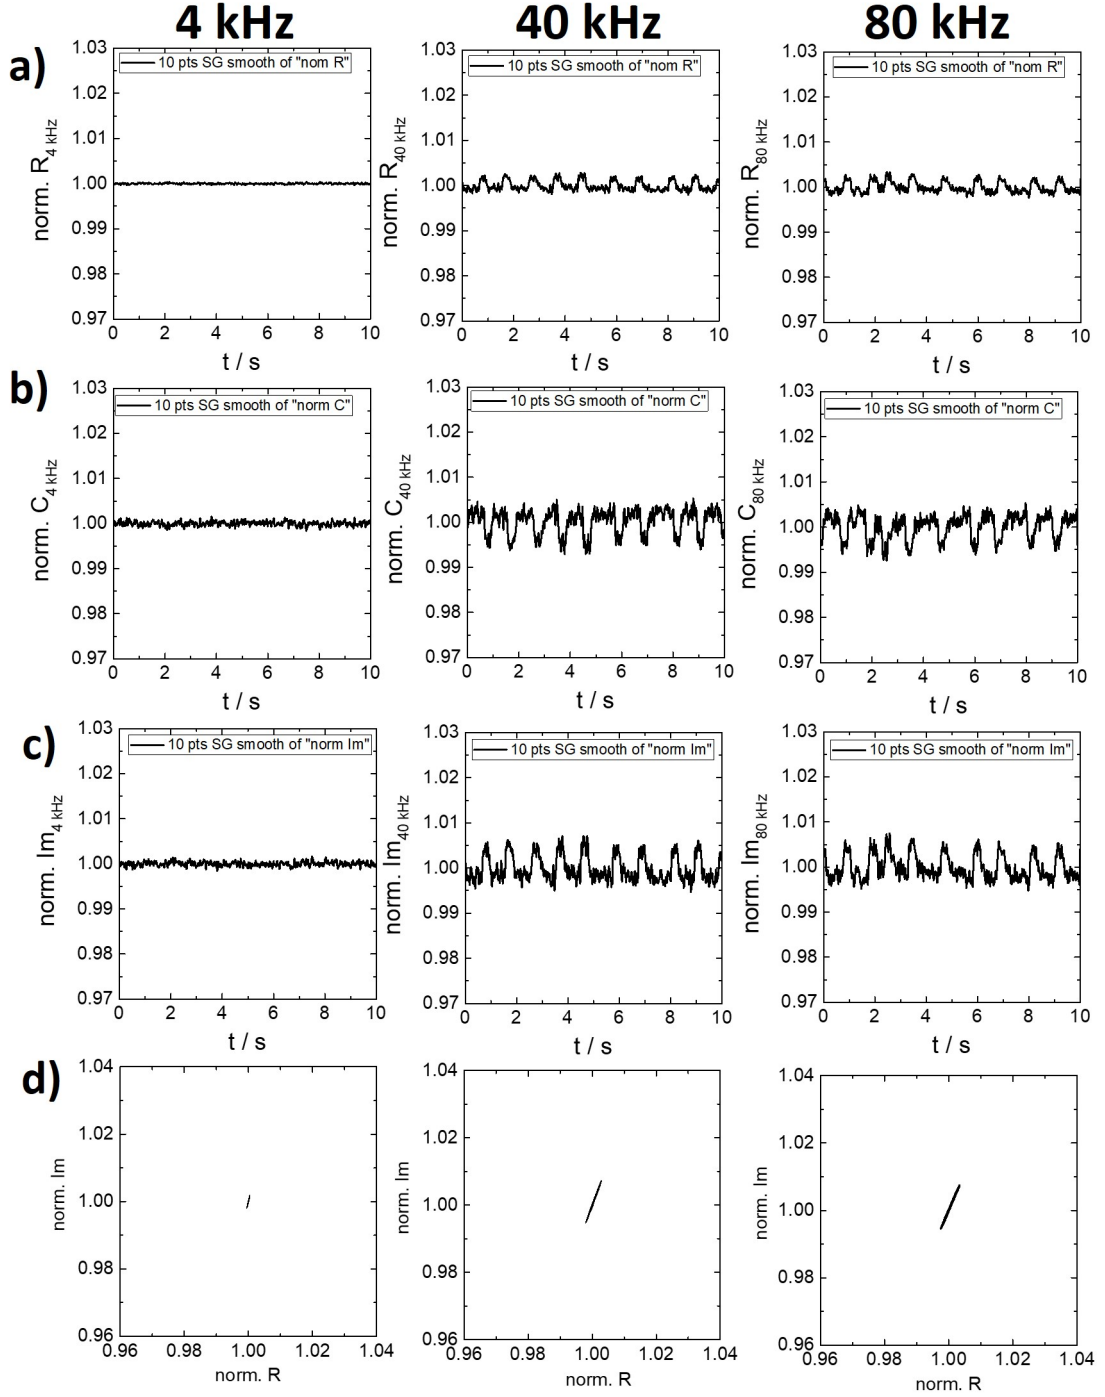 4 kHz 40 kHz 80 kHz
a)
1.03 1.02 1.01 1.00 0.99 0.98 0.97
norm. R4 kHz
10 pts SG smooth of "nom R"
0 2 4 6 8 10
t / s
1.03 1.02 1.01 1.00 0.99 0.98 0.97
norm. R40 kHz
10 pts SG smooth of "nom R"
0 2 4 6 8 10
t / s
1.03 1.02 1.01 1.00 0.99 0.98 0.97
norm. R80 kHz
10 pts SG smooth of "nom R"
0 2 4 6 8 10
t / s
b)
1.03 1.02 1.01 1.00 0.99 0.98 0.97
norm. C4 kHz
10 pts SG smooth of "norm C"
0 2 4 6 8 10
t / s
1.03 1.02 1.01 1.00 0.99 0.98 0.97
norm. C40 kHz
10 pts SG smooth of "norm C"
0 2 4 6 8 10
t / s
1.03 1.02 1.01 1.00 0.99 0.98 0.97
norm. C80 kHz
10 pts SG smooth of "norm C"
0 2 4 6 8 10
t / s
c)
1.03 1.02 1.01 1.00 0.99 0.98 0.97
norm. Im4 kHz
10 pts SG smooth of "norm Im"
0 2 4 6 8 10
t / s
1.03 1.02 1.01 1.00 0.99 0.98 0.97
norm. Im40 kHz
10 pts SG smooth of "norm Im"
0 2 4 6 8 10
t / s
1.03 1.02 1.01 1.00 0.99 0.98 0.97
norm. Im80 kHz
10 pts SG smooth of "norm Im"
0 2 4 6 8 10
t / s
d)
1.04 1.02 1.00 0.98 0.96
norm. Im
0.96 0.98 1.00 1.02 1.04
norm. R
1.04 1.02 1.00 0.98 0.96
norm. Im
0.96 0.98 1.00 1.02 1.04
norm. R
1.04 1.02 1.00 0.98 0.96
norm. Im
0.96 0.98 1.00 1.02 1.04
norm. R